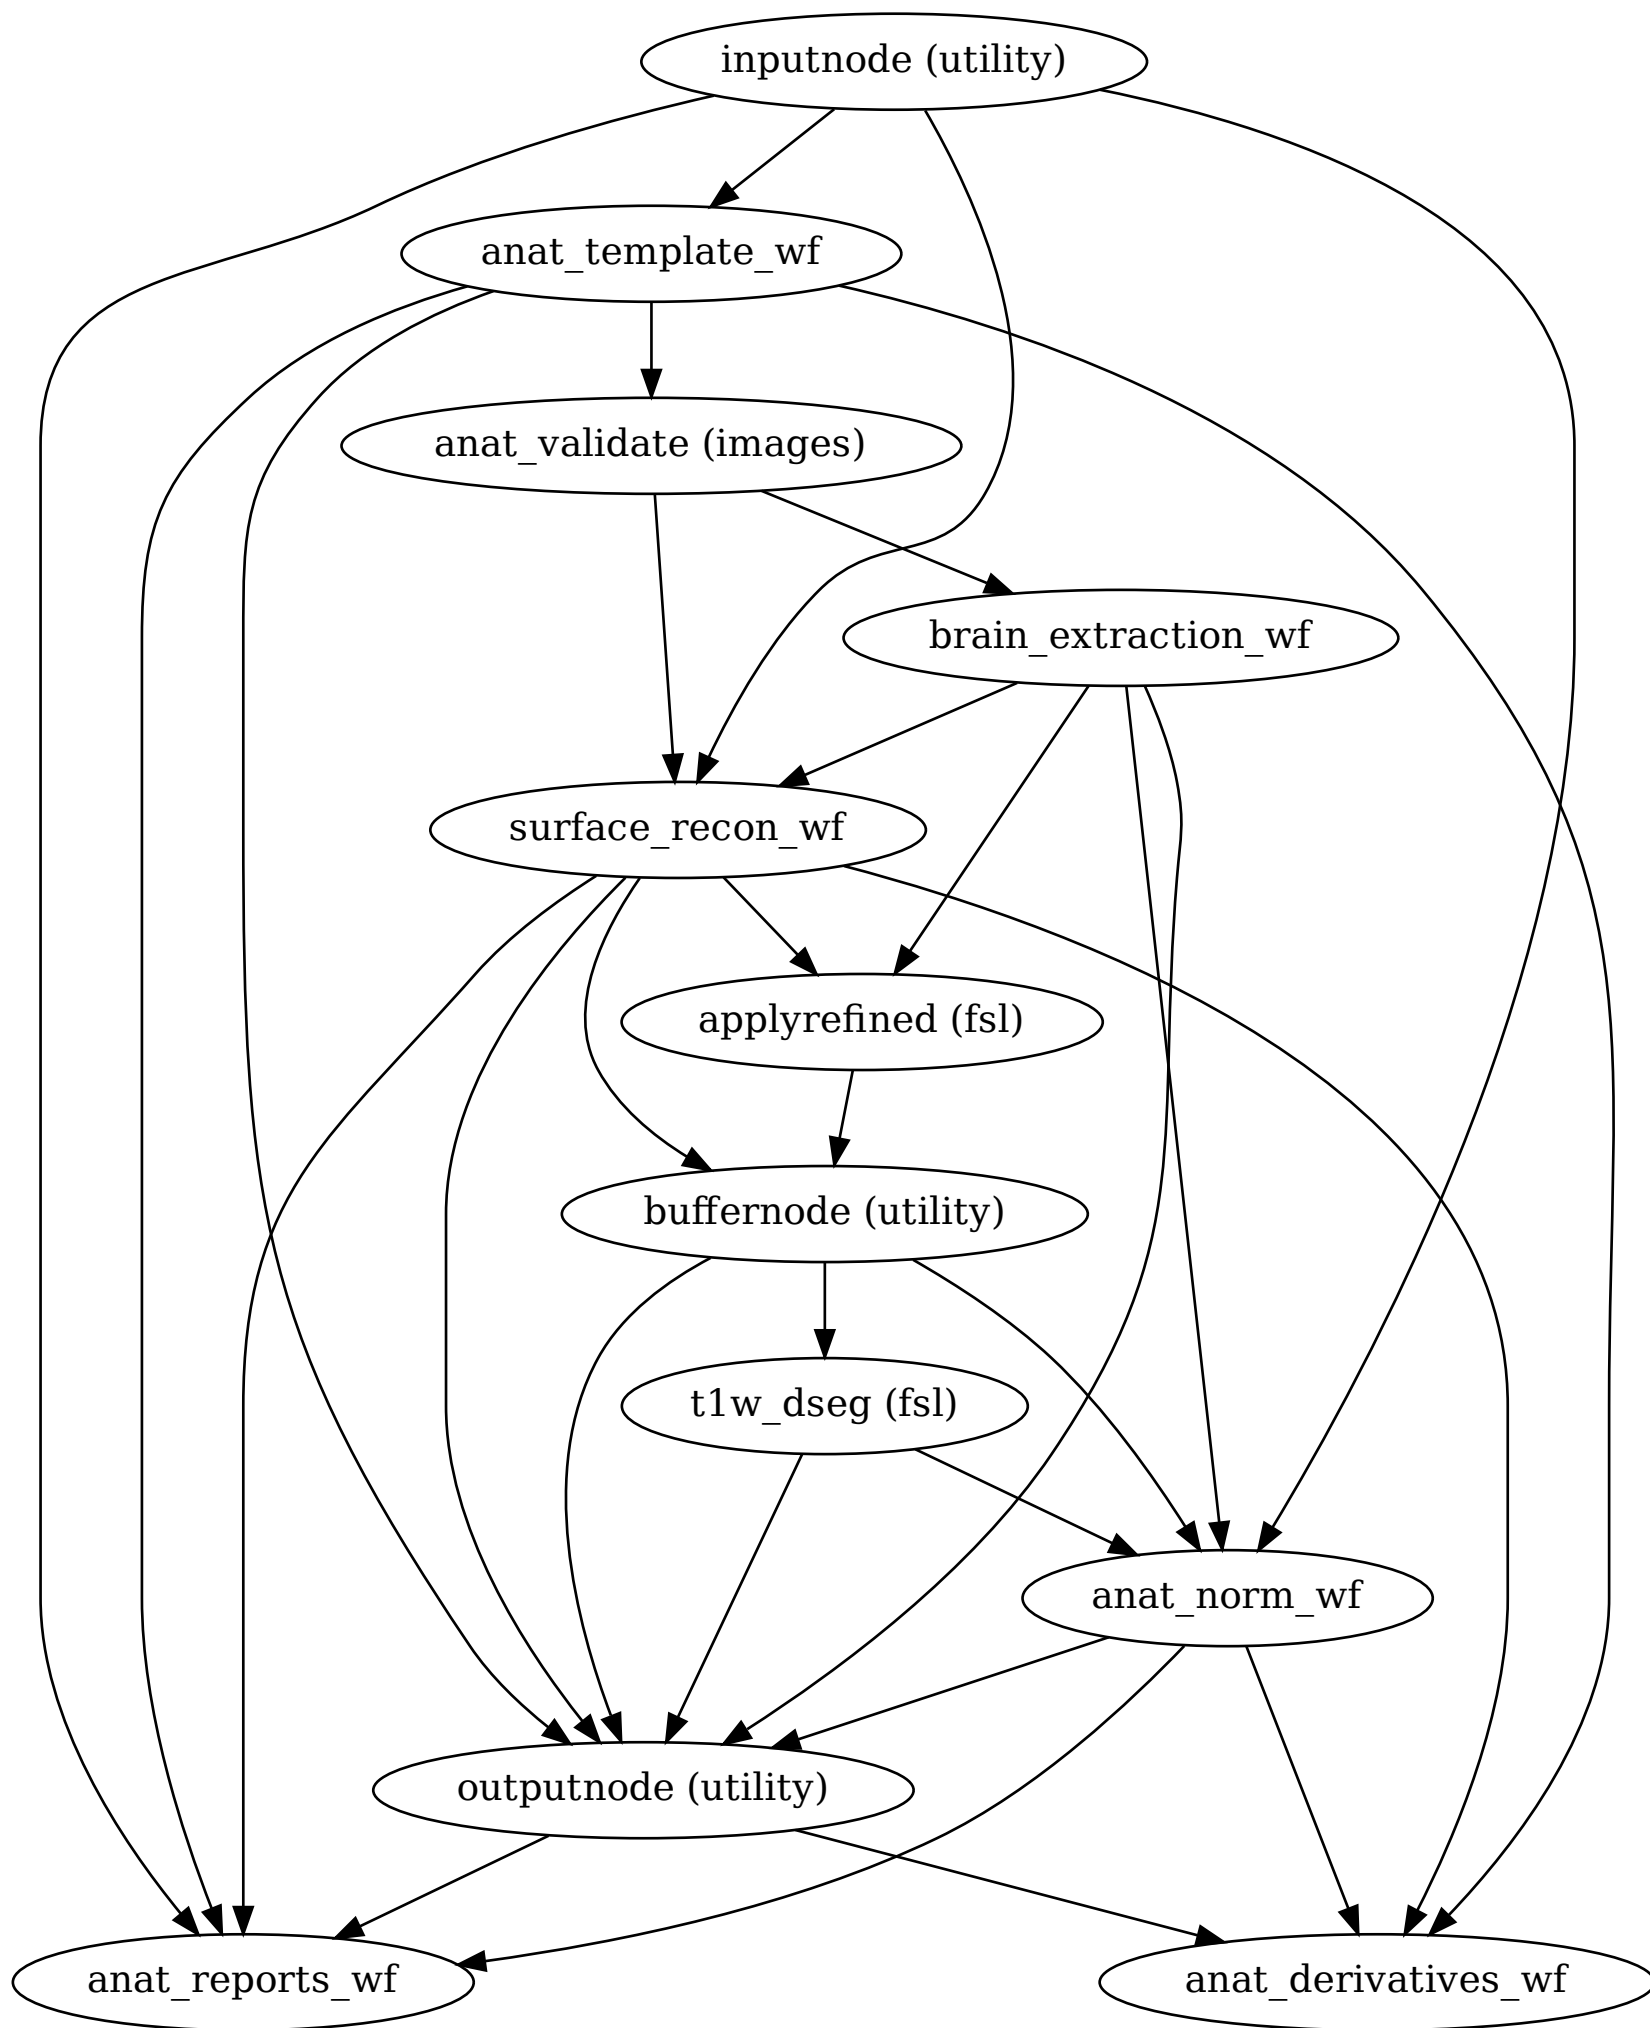 inputnode (utility)
anat_template_wf
anat_validate (images)
brain_extraction_wf
surface_recon_wf
applyrefined (fsl)
buffernode (utility)
t1w_dseg (fsl)
anat_norm_wf
outputnode (utility)
anat_reports_wf
anat_derivatives_wf